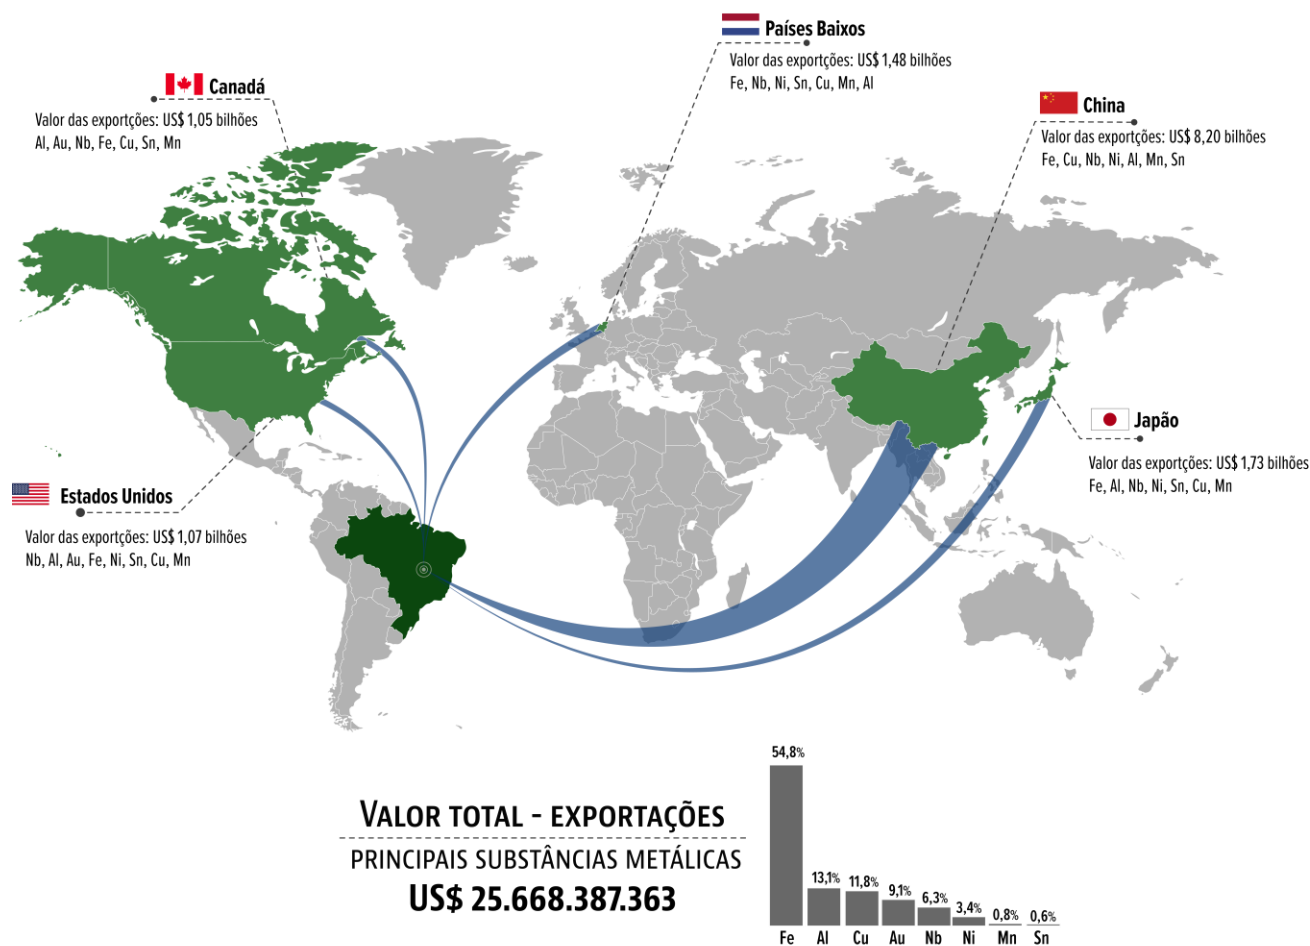 Países Baixos
Valor das exportções: US$ 1,48 bilhões
Fe, Nb, Ni, Sn, Cu, Mn, Al
Canadá
Valor das exportções: US$ 1,05 bilhões
Al, Au, Nb, Fe, Cu, Sn, Mn
China
Valor das exportções: US$ 8,20 bilhões
Fe, Cu, Nb, Ni, Al, Mn, Sn
Japão
Valor das exportções: US$ 1,73 bilhões
Fe, Al, Nb, Ni, Sn, Cu, Mn
Estados Unidos
Valor das exportções: US$ 1,07 bilhões
Nb, Al, Au, Fe, Ni, Sn, Cu, Mn
VALOR TOTAL - EXPORTAÇÕES
PRINCIPAIS SUBSTÂNCIAS METÁLICAS
US$ 25.668.387.363
54,8%
13,1%
11,8%
9,1%
6,3%
3,4%
0,8%
0,6%
Fe Al Cu Au Nb Ni Mn Sn